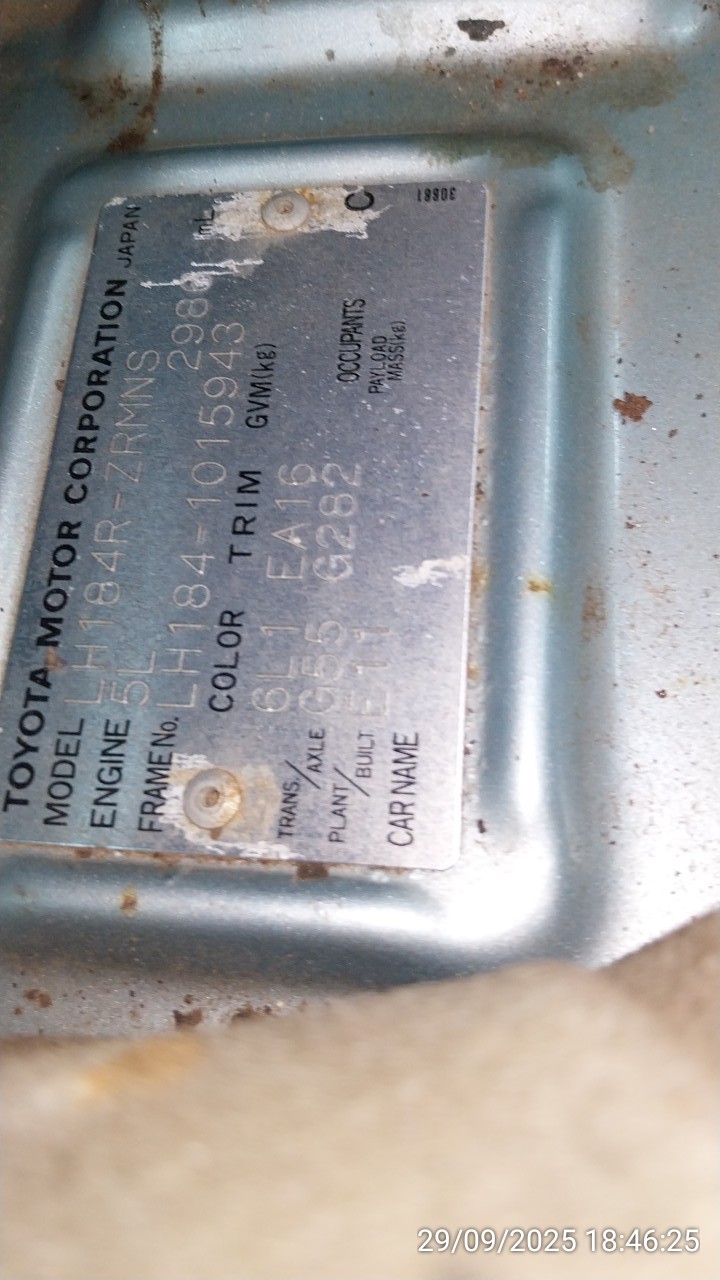 TOYOTA MOTOR CORPORATION JAPAN
MODEL LH184R-ZRMNS
ENGINE 5L 298 mL
FRAME No. LH184-1015943
COLOR TRIM GVM(kg)
6L1 EA16
TRANS/AXLE G55 G282
PLANT/BUILT E11
OCCUPANTS
PAYLOAD
MASS(kg)
CAR NAME
C
30881
29/09/2025 18:46:25